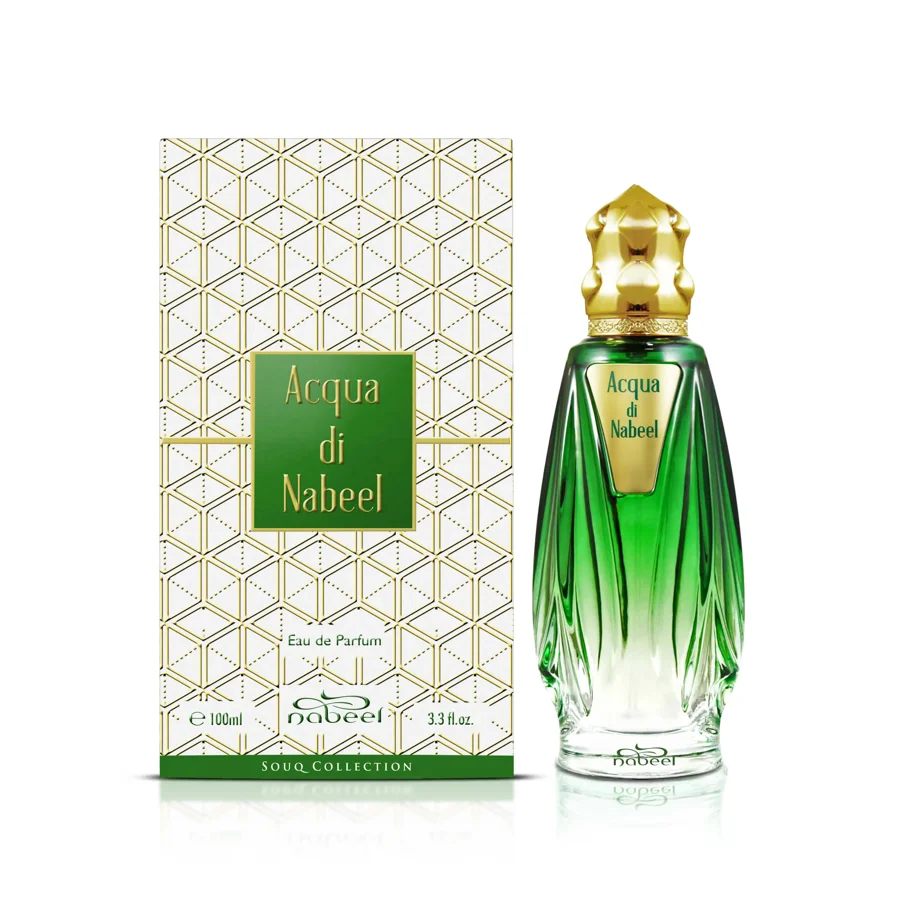 Acqua
di
Nabeel
Eau de Parfum
℮ 100ml
nabeel
3.3 fl.oz.
SOUQ COLLECTION
Acqua
di
Nabeel
nabeel